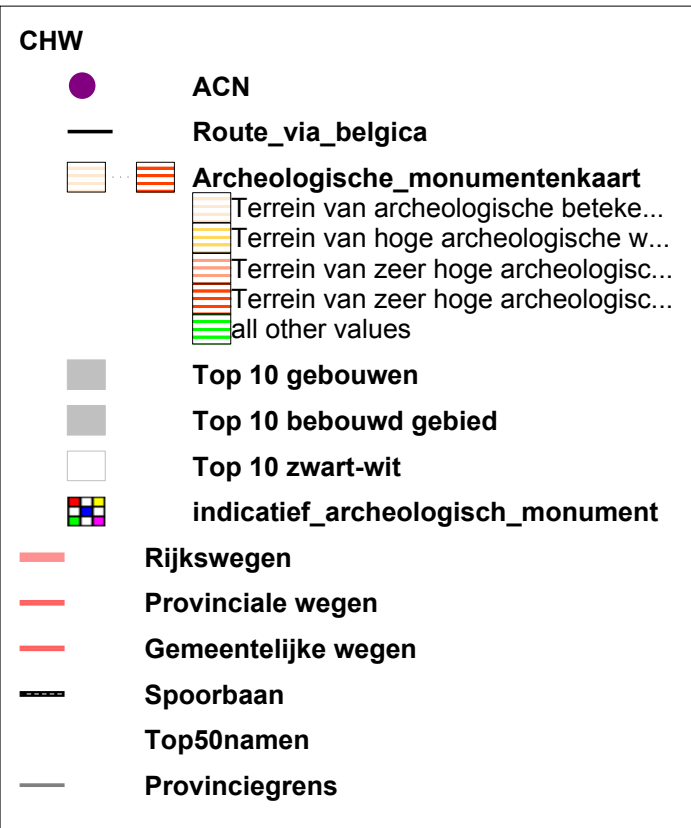 CHW
ACN
Route_via_belgica
Archeologische_monumentenkaart
Terrein van archeologische beteke...
Terrein van hoge archeologische w...
Terrein van zeer hoge archeologisc...
Terrein van zeer hoge archeologisc...
all other values
Top 10 gebouwen
Top 10 bebouwd gebied
Top 10 zwart-wit
indicatief_archeologisch_monument
Rijkswegen
Provinciale wegen
Gemeentelijke wegen
Spoorbaan
Top50namen
Provinciegrens